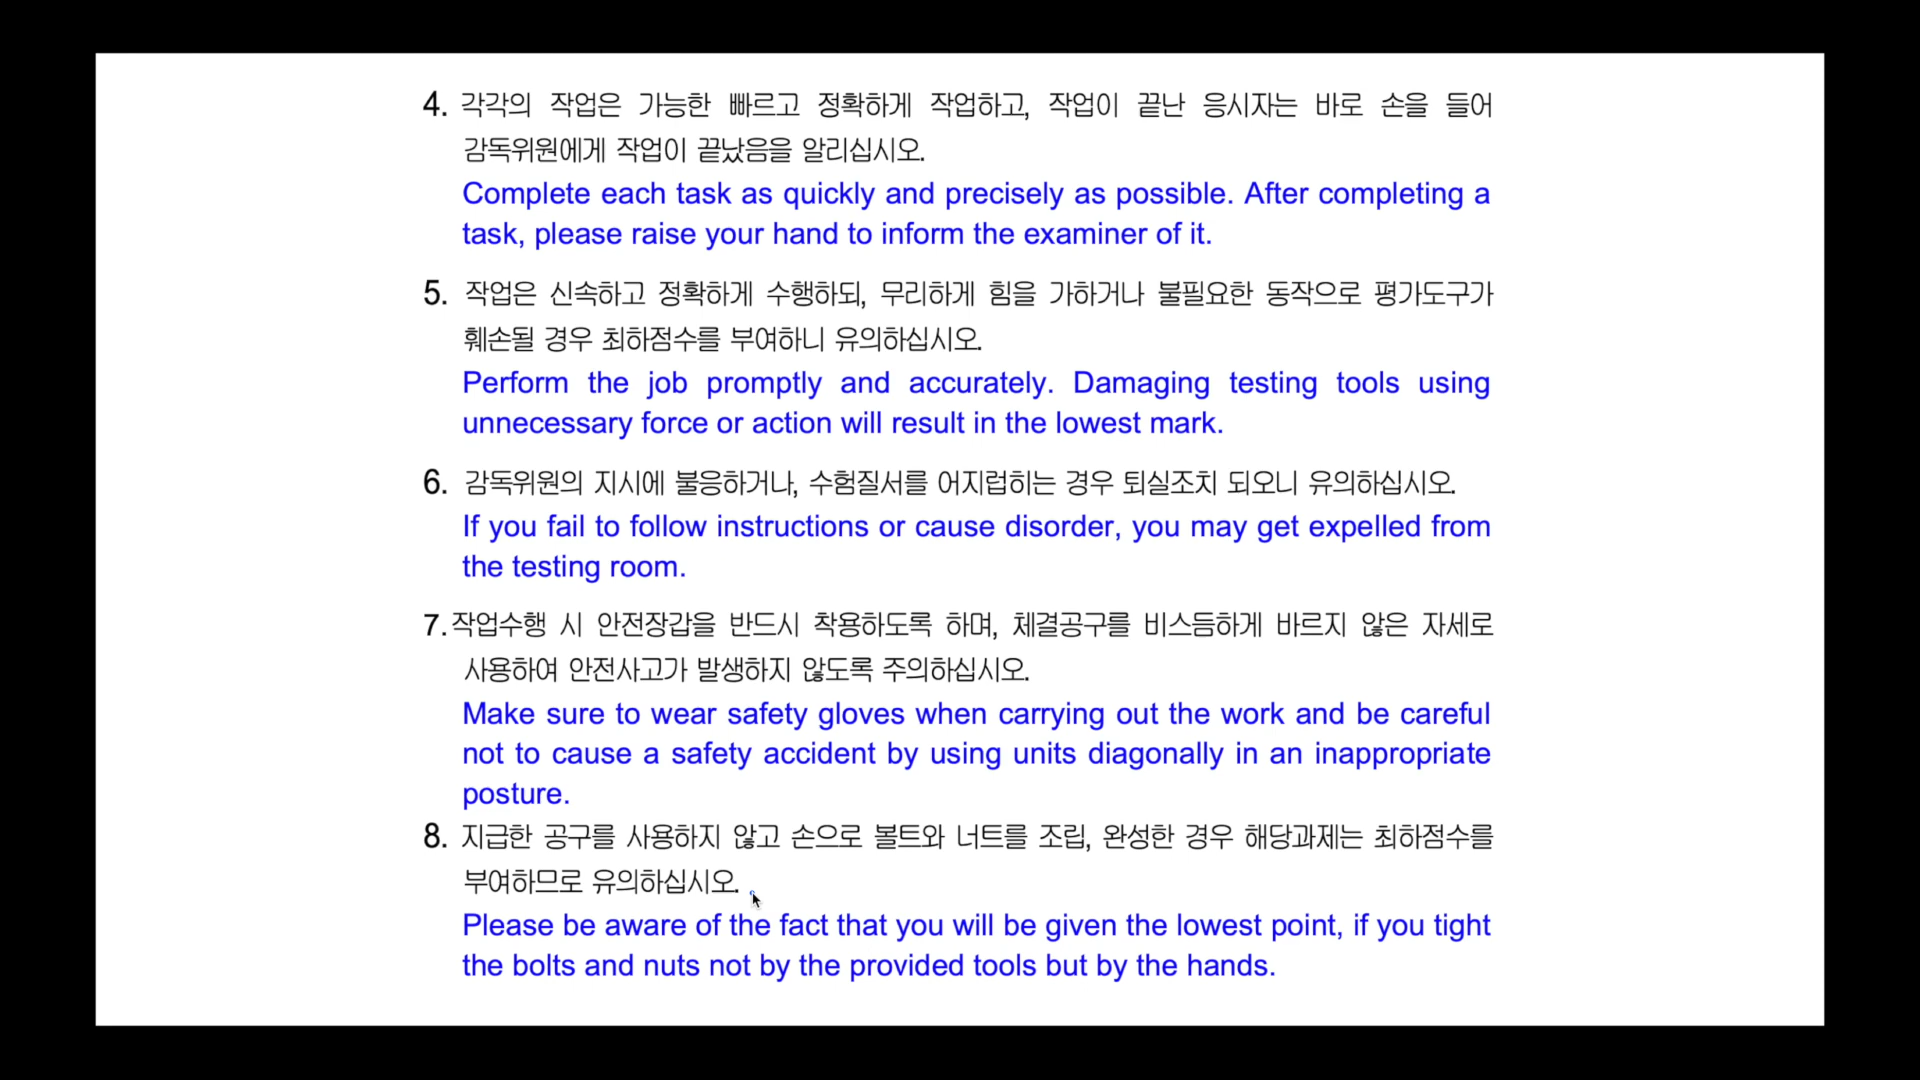 4. 각각의 작업은 가능한 빠르고 정확하게 작업하고, 작업이 끝난 응시자는 바로 손을 들어
감독위원에게 작업이 끝났음을 알리십시오.
Complete each task as quickly and precisely as possible. After completing a
task, please raise your hand to inform the examiner of it.
5. 작업은 신속하고 정확하게 수행하되, 무리하게 힘을 가하거나 불필요한 동작으로 평가도구가
훼손될 경우 최하점수를 부여하니 유의하십시오.
Perform the job promptly and accurately. Damaging testing tools using
unnecessary force or action will result in the lowest mark.
6. 감독위원의 지시에 불응하거나, 수험질서를 어지럽히는 경우 퇴실조치 되오니 유의하십시오.
If you fail to follow instructions or cause disorder, you may get expelled from
the testing room.
7. 작업수행 시 안전장갑을 반드시 착용하도록 하며, 체결공구를 비스듬하게 바르지 않은 자세로
사용하여 안전사고가 발생하지 않도록 주의하십시오.
Make sure to wear safety gloves when carrying out the work and be careful
not to cause a safety accident by using units diagonally in an inappropriate
posture.
8. 지급한 공구를 사용하지 않고 손으로 볼트와 너트를 조립, 완성한 경우 해당과제는 최하점수를
부여하므로 유의하십시오.
Please be aware of the fact that you will be given the lowest point, if you tight
the bolts and nuts not by the provided tools but by the hands.